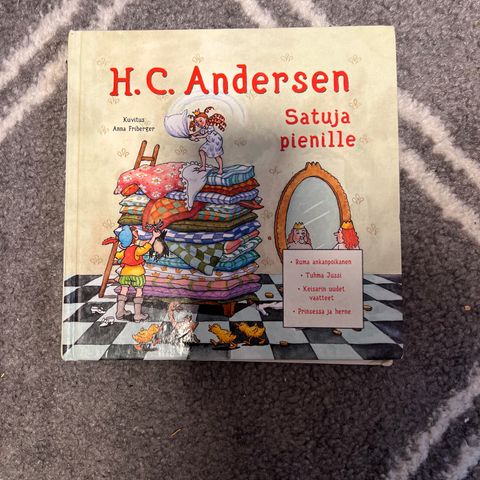 H.C. Andersen
Satuja
pienille
Kuvitus
Anna Friberger
• Ruma ankanpoikanen
• Tuhma Jussi
• Keisarin uudet
vaatteet
• Prinsessa ja herne